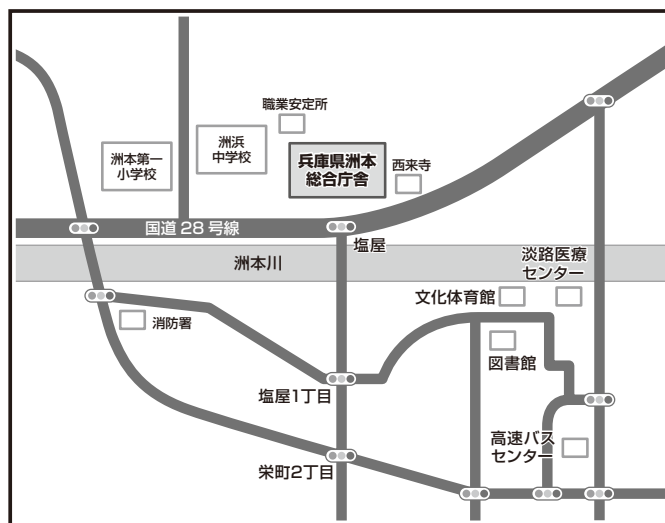 職業安定所
洲浜
中学校
洲本第一
小学校
兵庫県洲本
総合庁舎
西来寺
国道 28 号線
塩屋
洲本川
淡路医療
センター
文化体育館
消防署
図書館
塩屋1丁目
高速バス
センター
栄町2丁目